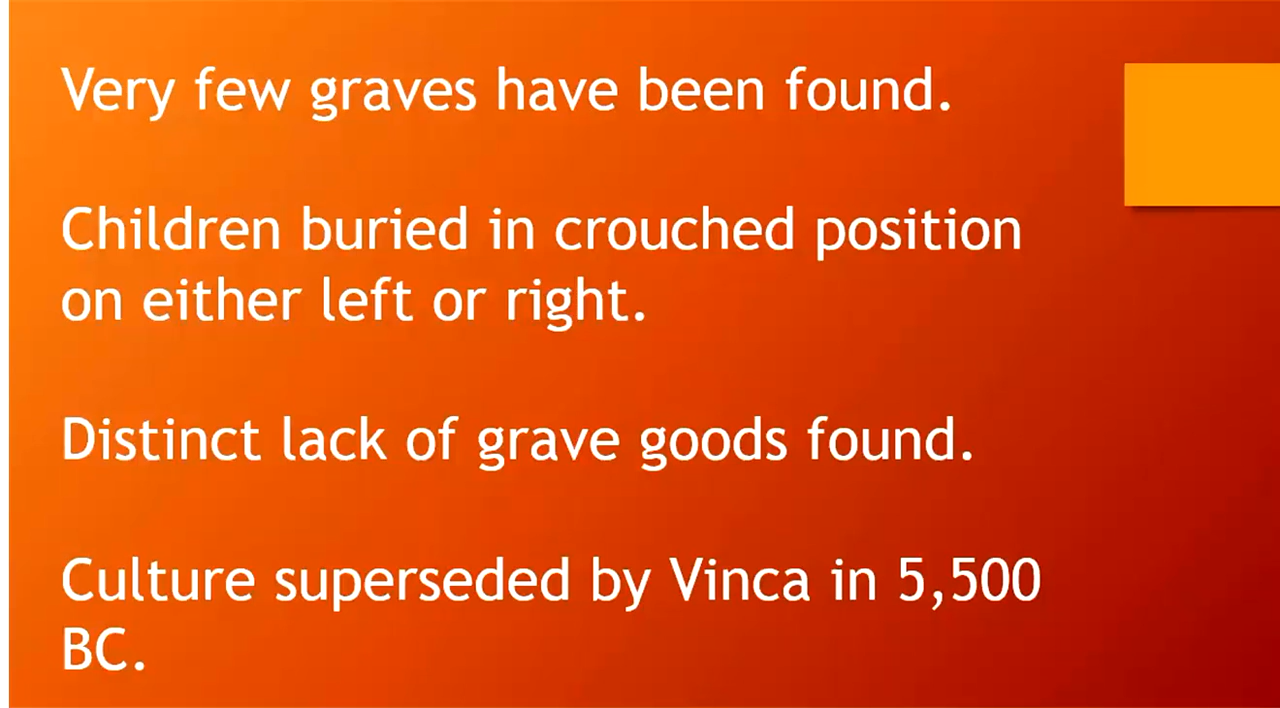 Very few graves have been found.
Children buried in crouched position
on either left or right.
Distinct lack of grave goods found.
Culture superseded by Vinca in 5,500
BC.